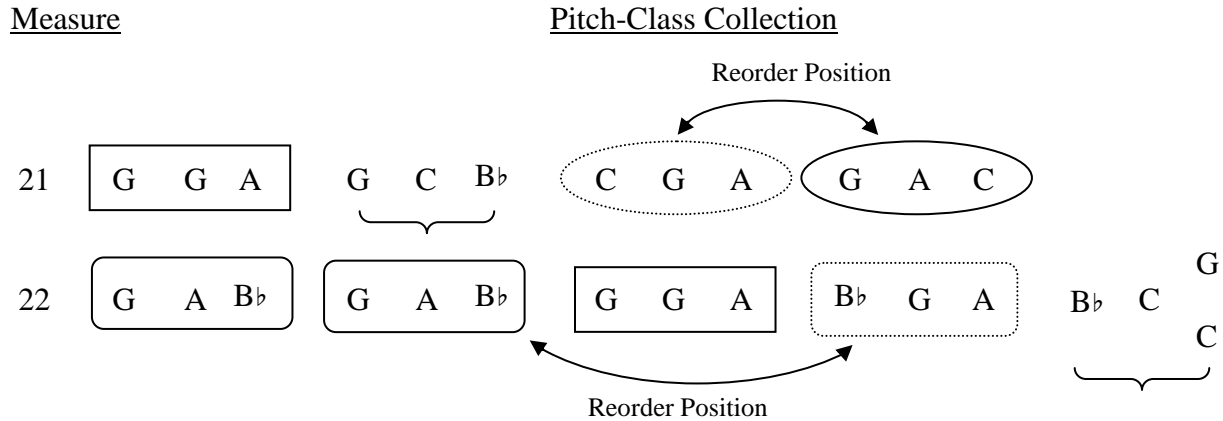 Measure Pitch-Class Collection
Reorder Position
21 G G A G C B♭ C G A G A C
G
22 G A B♭ G A B♭ G G A B♭ G A B♭ C
C
Reorder Position